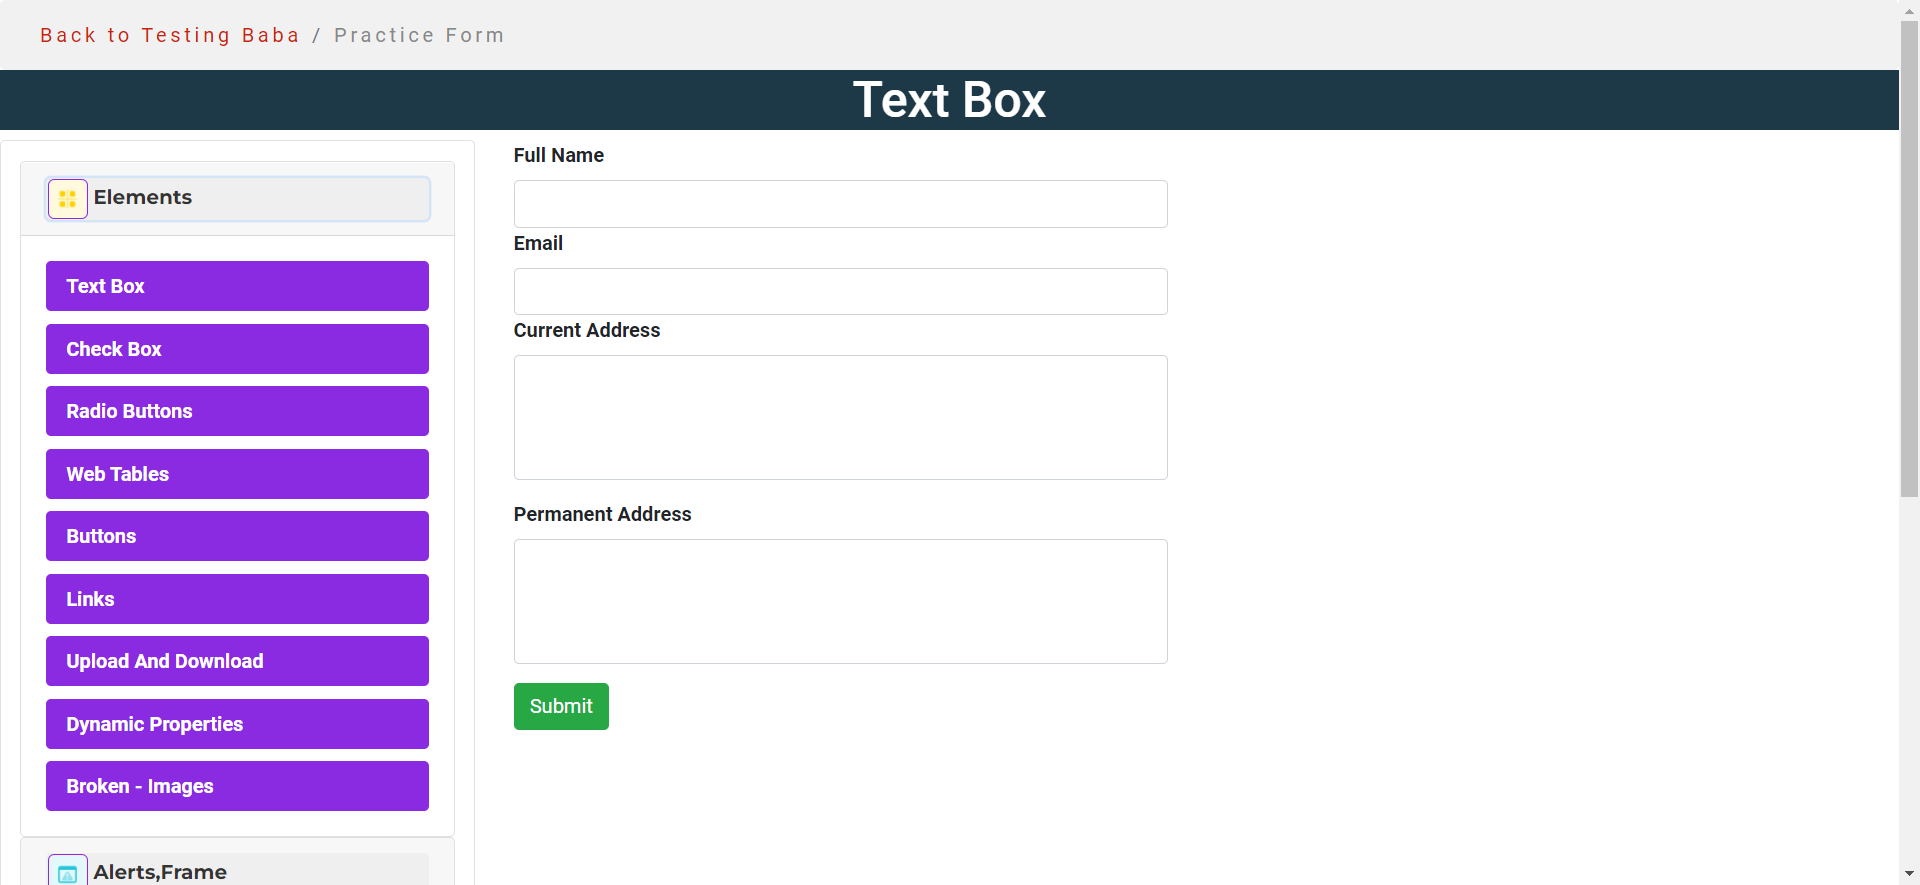 Back to Testing Baba / Practice Form
Text Box
Elements
Text Box
Check Box
Radio Buttons
Web Tables
Buttons
Links
Upload And Download
Dynamic Properties
Broken - Images
Alerts,Frame
Full Name
Email
Current Address
Permanent Address
Submit